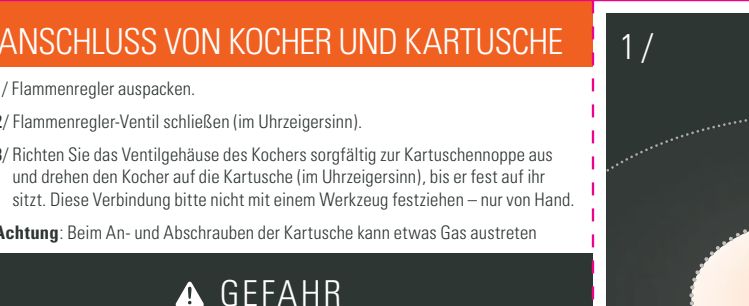 ANSCHLUSS VON KOCHER UND KARTUSCHE
/ Flammenregler auspacken.
2/ Flammenregler-Ventil schließen (im Uhrzeigersinn).
3/ Richten Sie das Ventilgehäuse des Kochers sorgfältig zur Kartuschennoppe aus
und drehen den Kocher auf die Kartusche (im Uhrzeigersinn), bis er fest auf ihr
sitzt. Diese Verbindung bitte nicht mit einem Werkzeug festziehen – nur von Hand.
Achtung: Beim An- und Abschrauben der Kartusche kann etwas Gas austreten
GEFAHR
1/